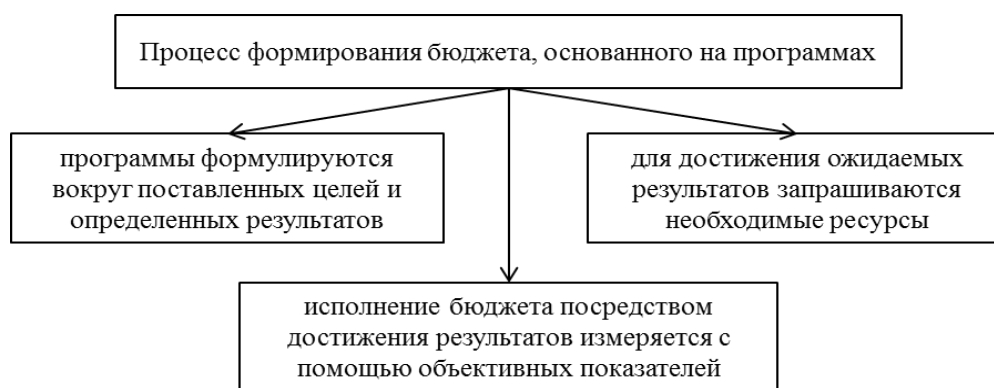 Процесс формирования бюджета, основанного на программах
программы формулируются
вокруг поставленных целей и
определенных результатов
для достижения ожидаемых
результатов запрашиваются
необходимые ресурсы
исполнение бюджета посредством
достижения результатов измеряется с
помощью объективных показателей